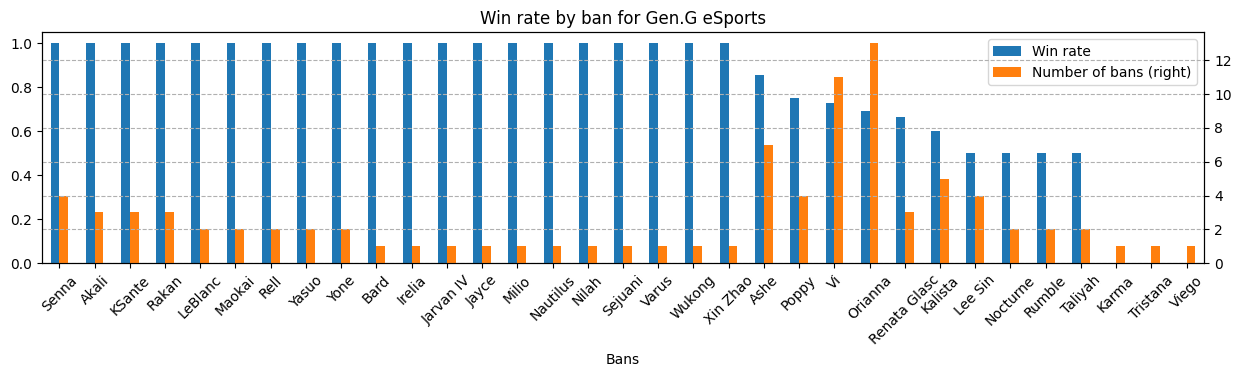 Win rate by ban for Gen.G eSports
Win rate
Number of bans (right)
1.0
0.8
0.6
0.4
0.2
0.0
12
10
8
6
4
2
0
Senna
Akali
KSante
Rakan
LeBlanc
Maokai
Rell
Yasuo
Yone
Bard
Irelia
Jarvan IV
Jayce
Milio
Nautilus
Nilah
Sejuani
Varus
Wukong
Xin Zhao
Ashe
Poppy
Vi
Orianna
Renata Glasc
Kalista
Lee Sin
Nocturne
Rumble
Taliyah
Karma
Tristana
Viego
Bans